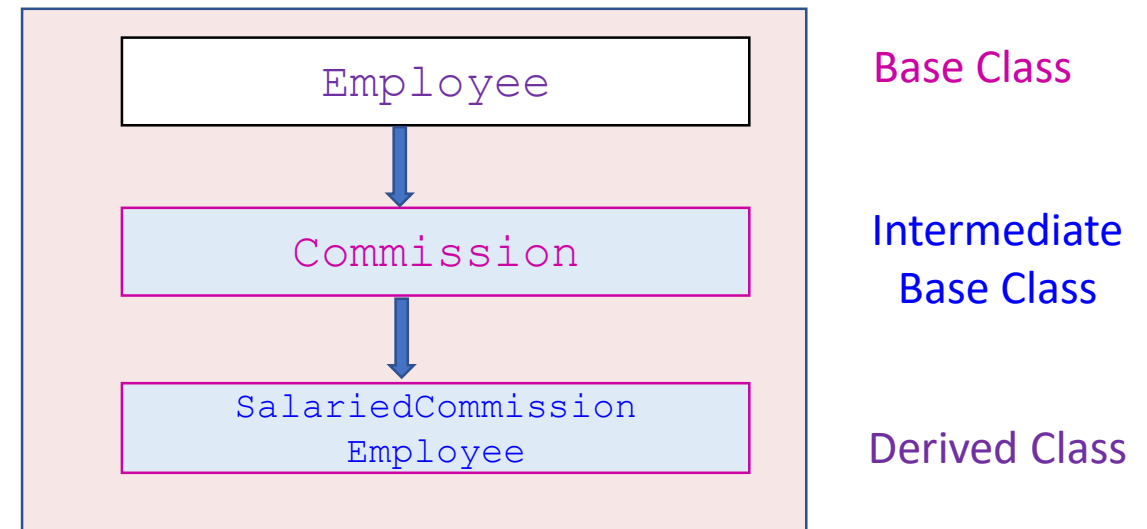 Employee
Base Class
Commission
Intermediate
Base Class
SalariedCommission
Employee
Derived Class